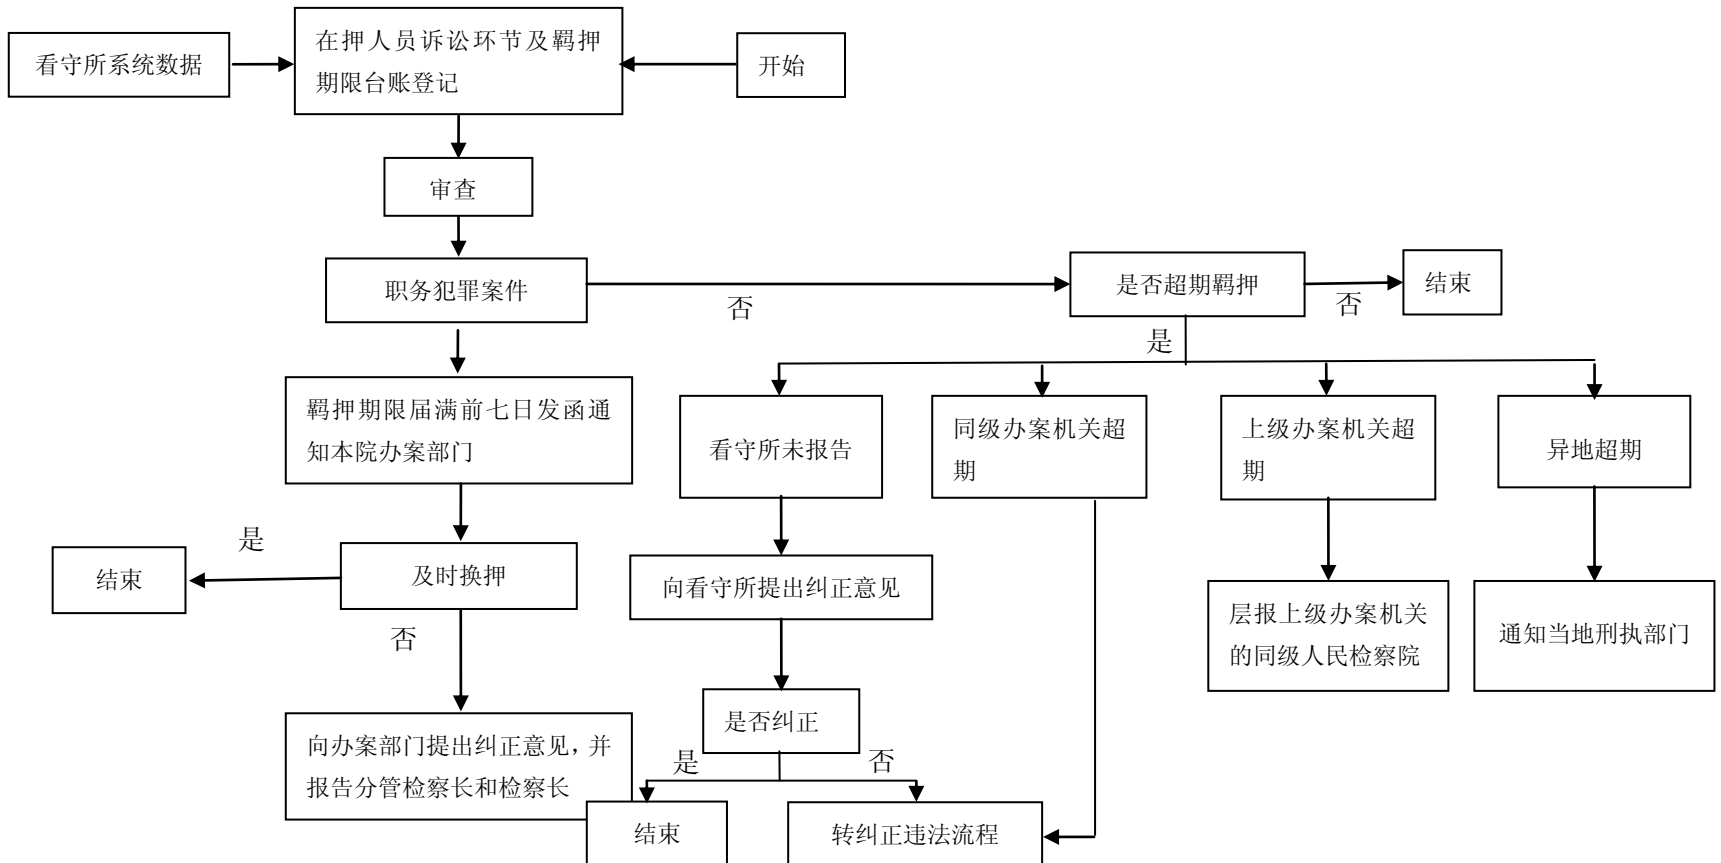 看守所系统数据
在押人员诉讼环节及羁押
期限台账登记
开始
审查
职务犯罪案件
否
是否超期羁押
否
结束
是
羁押期限届满前七日发函通
知本院办案部门
看守所未报告
同级办案机关超
期
上级办案机关超
期
异地超期
是
结束
及时换押
否
向看守所提出纠正意见
层报上级办案机关
的同级人民检察院
通知当地刑执部门
是否纠正
向办案部门提出纠正意见，并
报告分管检察长和检察长
是
否
结束
转纠正违法流程